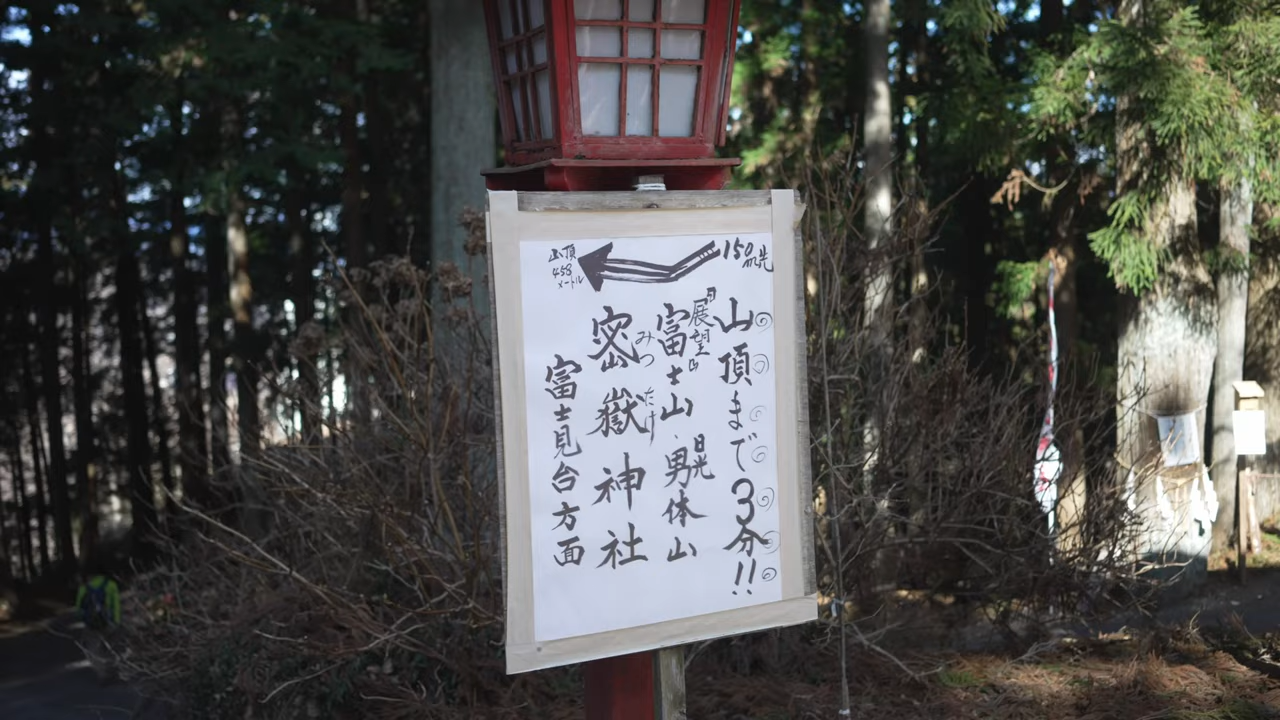 150m先
山頂
458
メートル
山頂まで3分!!
展望山
富士山・日光男体山
密嶽神社
みつたけ
富士見台方面